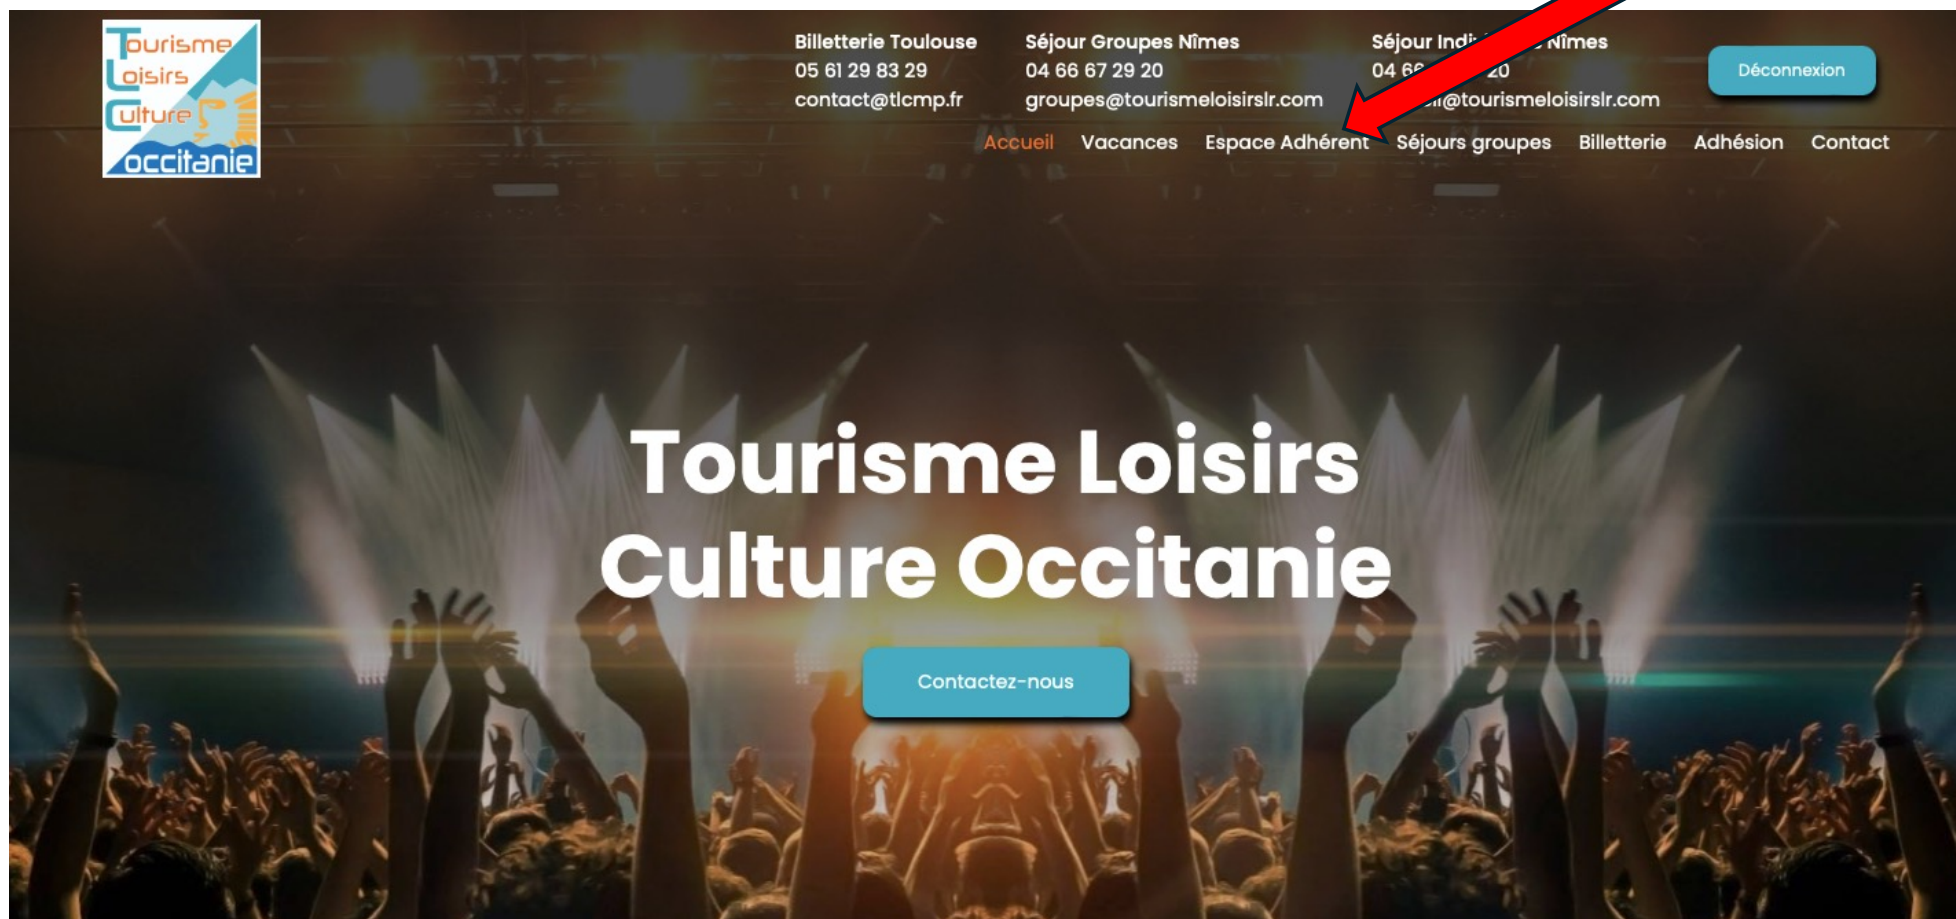 Tourisme
Loisirs
Culture
occitanie
Billetterie Toulouse
05 61 29 83 29
contact@tlcmp.fr
Séjour Groupes Nîmes
04 66 67 29 20
groupes@tourismeloisirslr.com
Séjour Nîmes
04 66 20
@tourismeloisirslr.com
Déconnexion
Accueil Vacances Espace Adhérent Séjours groupes Billetterie Adhésion Contact
Tourisme Loisirs
Culture Occitanie
Contactez-nous